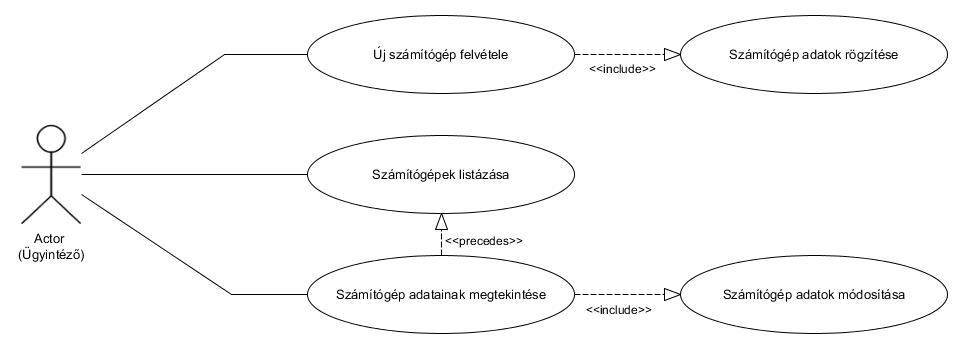 Új számítógép felvétele
Számítógép adatok rögzítése
<<include>>
Számítógépek listázása
Actor
(Ügyintéző)
<<precedes>>
Számítógép adatainak megtekintése
Számítógép adatok módosítása
<<include>>